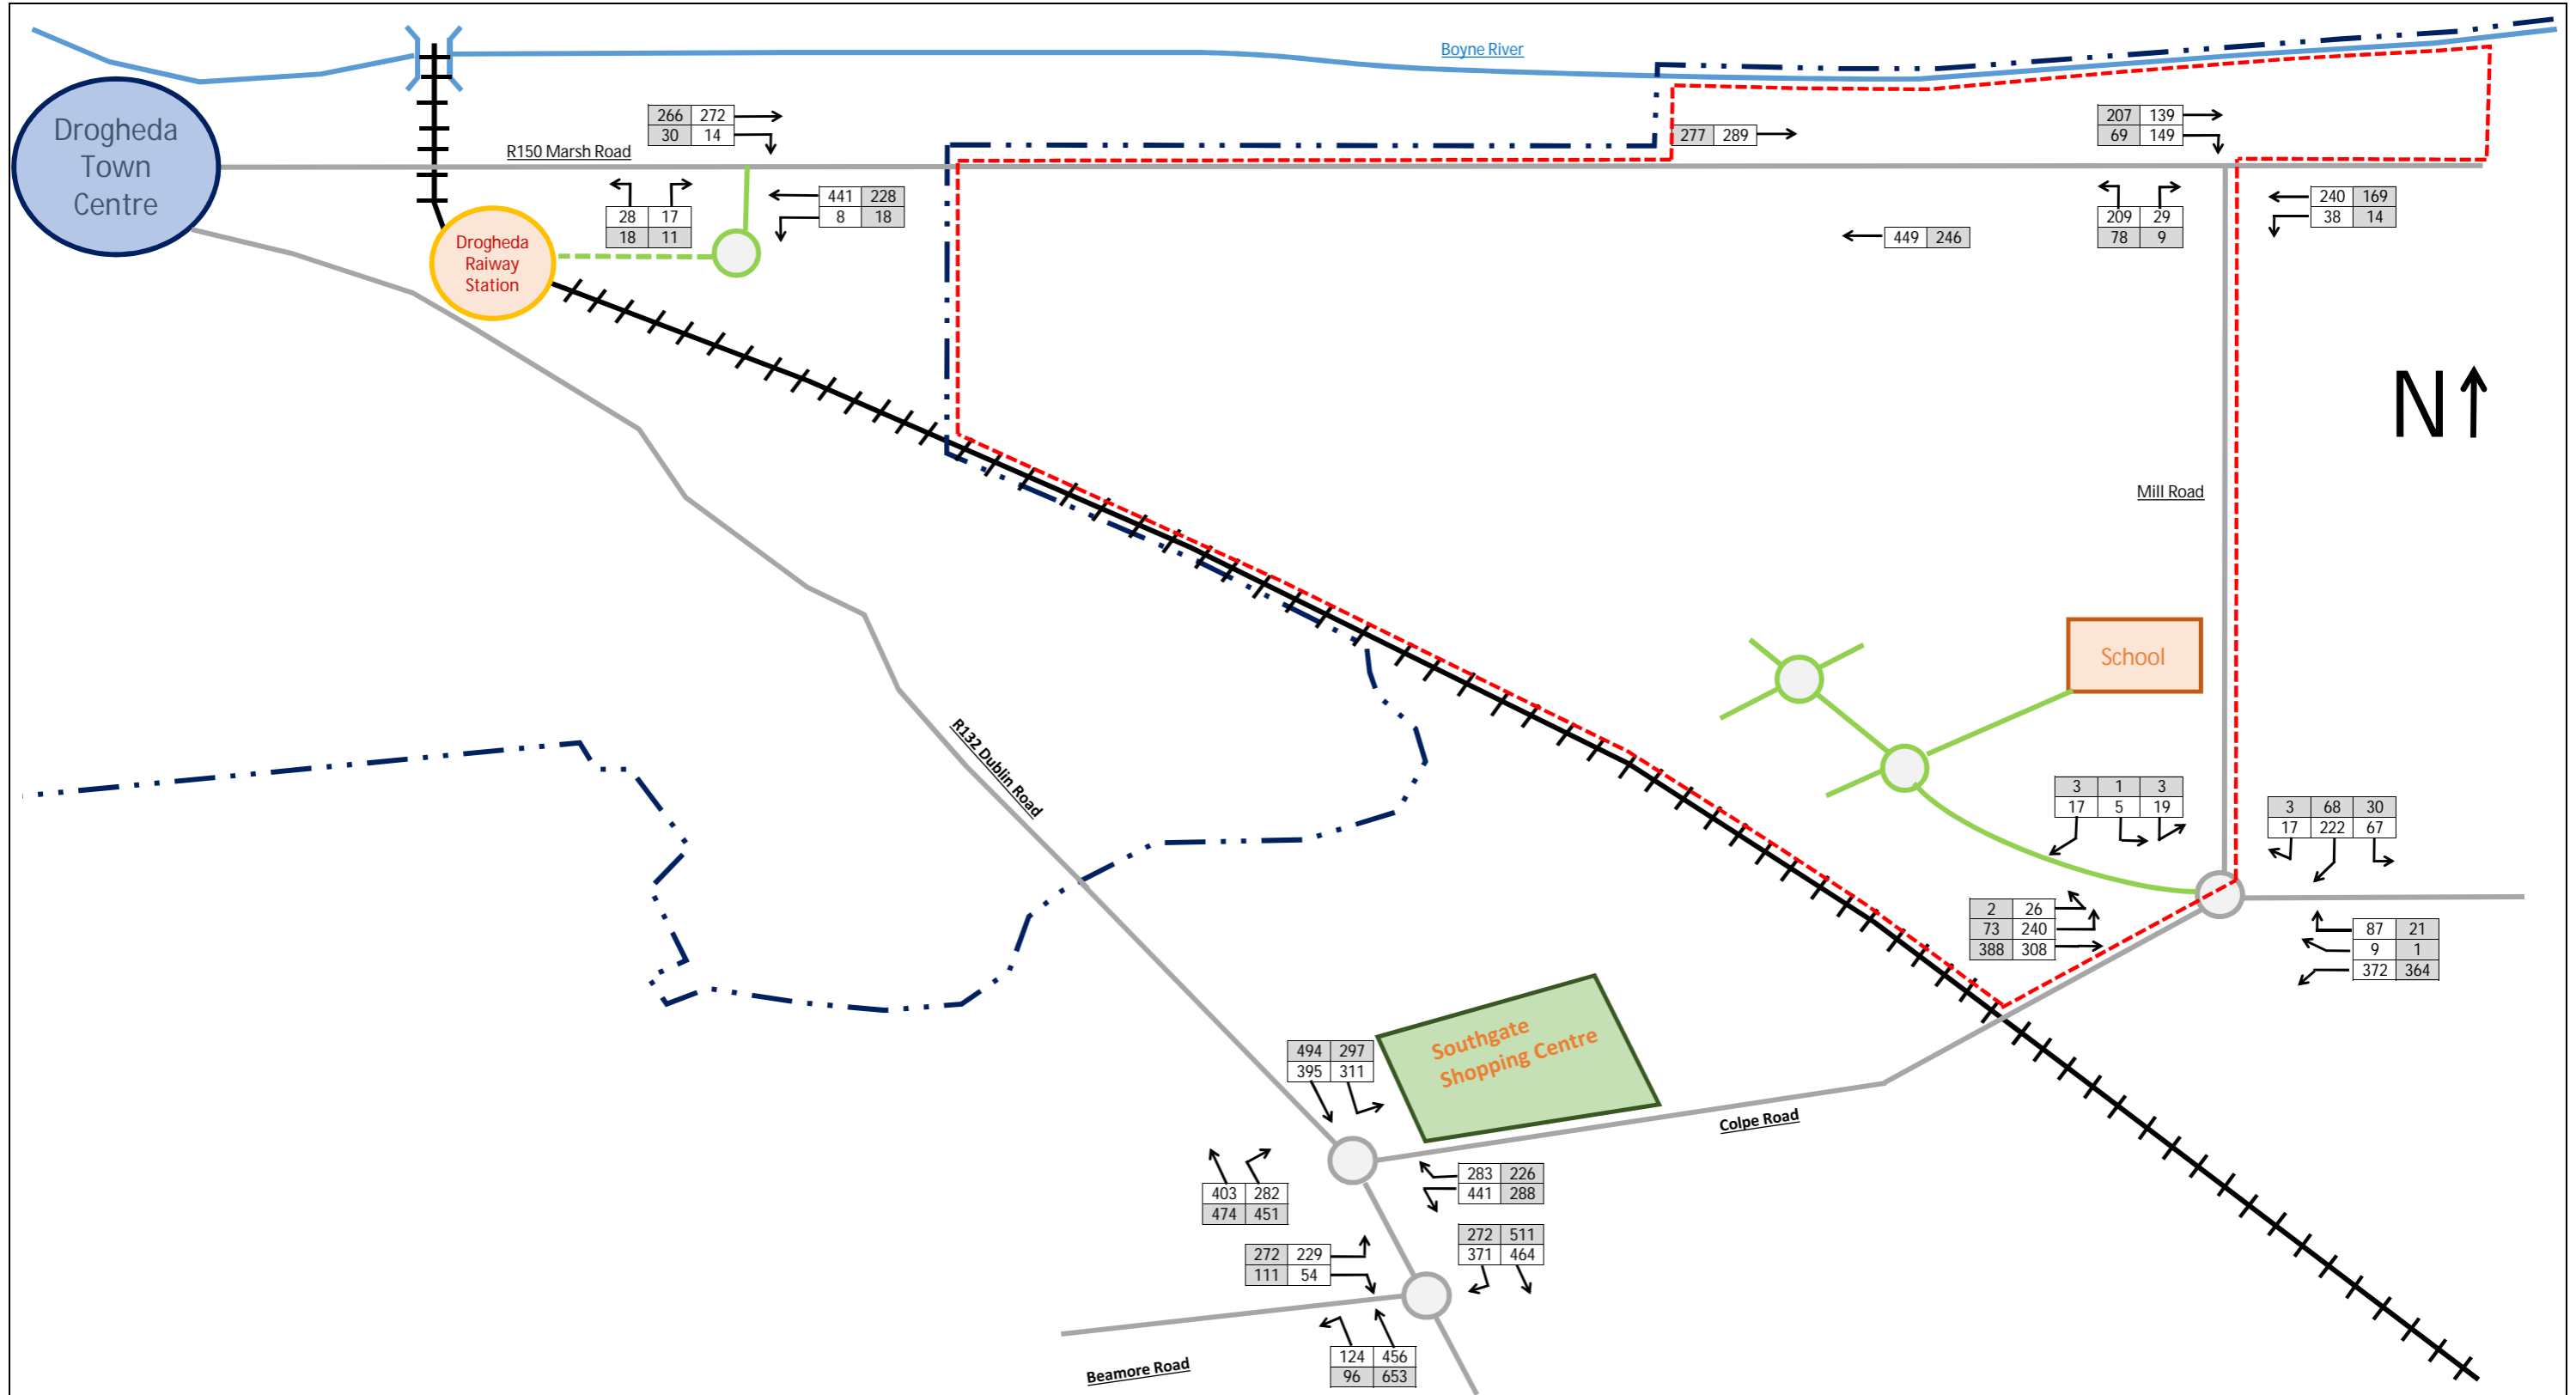 Boyne River
Drogheda
Town
Centre
266 272
30 14
R150 Marsh Road
277 289
207 139
69 149
28 17
18 11
441 228
8 18
449 246
209 29
78 9
240 169
38 14
Drogheda
Raiway
Station
N
Mill Road
School
R132 Dublin Road
3 1 3
17 5 19
3 68 30
17 222 67
2 26
73 240
388 308
87 21
9 1
372 364
Southgate
Shopping Centre
494 297
395 311
Colpe Road
403 282
474 451
283 226
441 288
272 229
111 54
272 511
371 464
Beamore Road
124 456
96 653